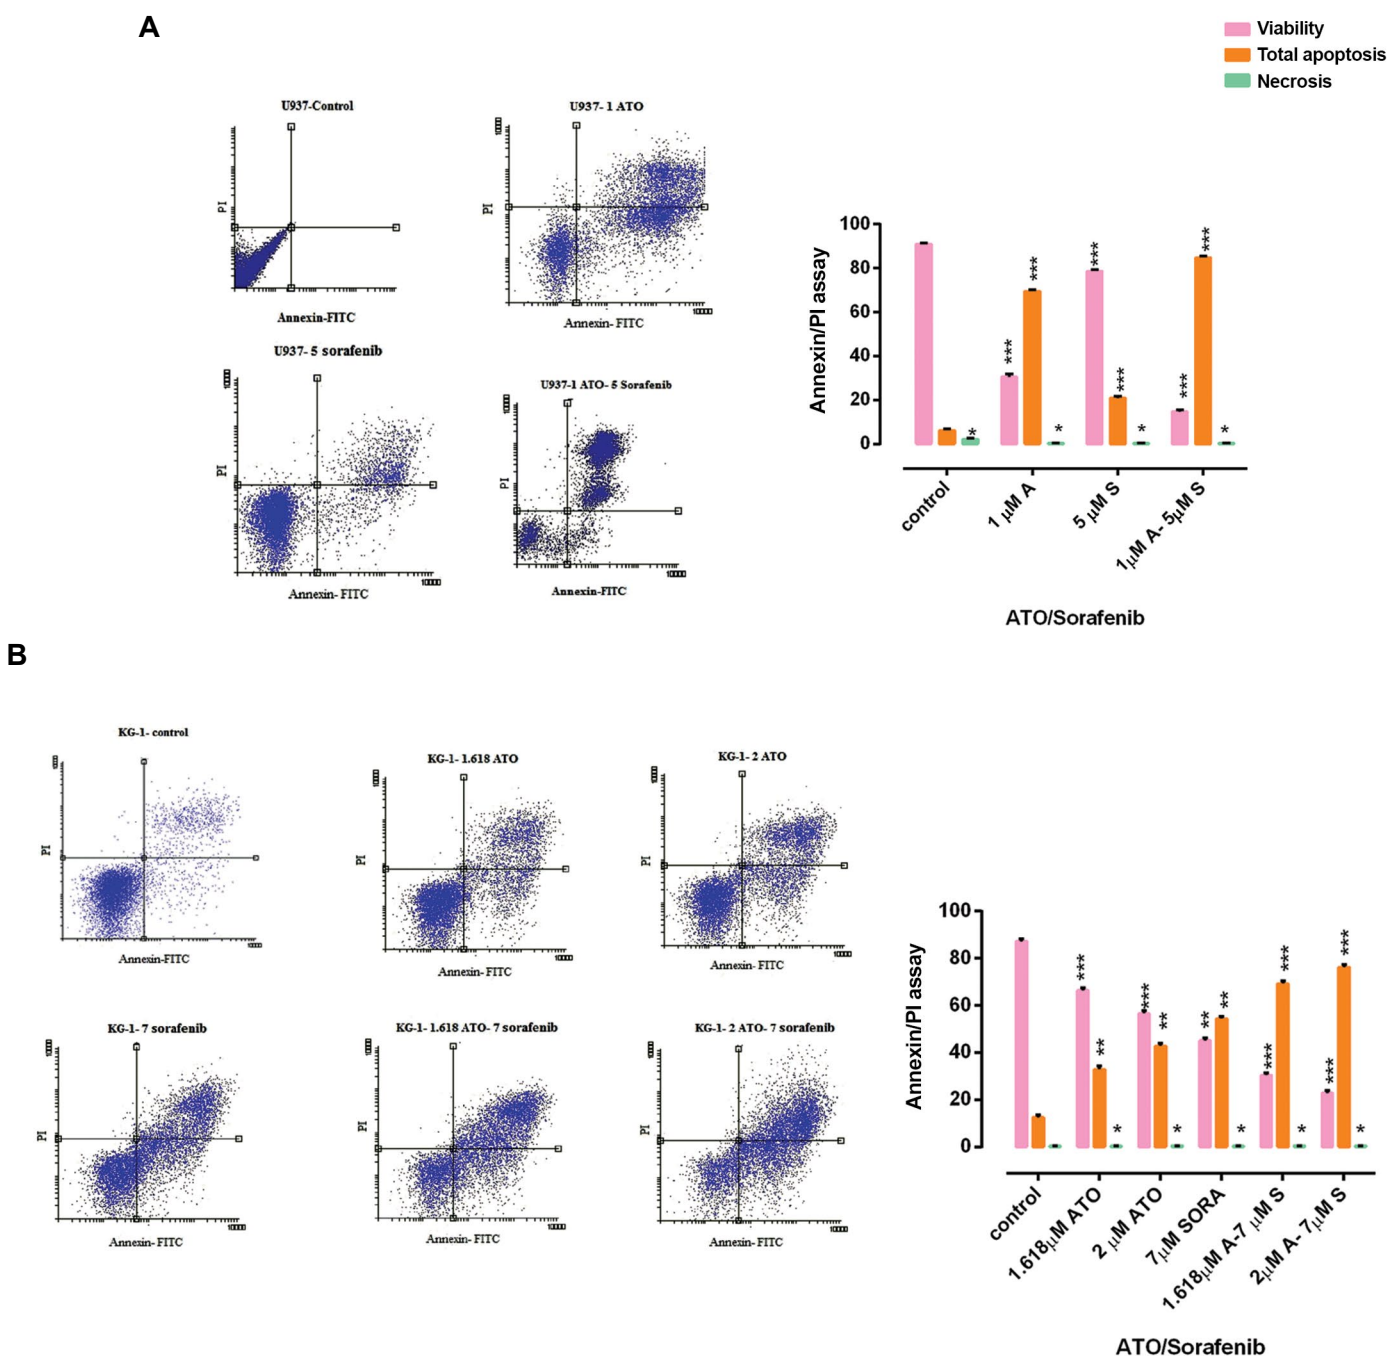 A
Viability
Total apoptosis
Necrosis
U937-Control
PI
Annexin-FITC
U937- 1 ATO
PI
Annexin- FITC
U937- 5 sorafenib
PI
Annexin- FITC
U937-1 ATO- 5 Sorafenib
PI
Annexin-FITC
Annexin/PI assay
100
80
60
40
20
0
*
***
***
*
***
***
*
***
***
*
control
1 μM A
5 μM S
1μM A- 5μM S
ATO/Sorafenib
B
KG-1- control
PI
Annexin-FITC
KG-1- 1.618 ATO
PI
Annexin- FITC
KG-1- 2 ATO
PI
Annexin- FITC
KG-1- 7 sorafenib
PI
Annexin- FITC
KG-1- 1.618 ATO- 7 sorafenib
PI
Annexin- FITC
KG-1- 2 ATO- 7 sorafenib
PI
Annexin- FITC
Annexin/PI assay
100
80
60
40
20
0
***
**
*
***
**
*
**
**
*
***
***
*
***
***
*
control
1.618μM ATO
2 μM ATO
7μM SORA
1.618μM A-7 μM S
2μM A- 7μM S
ATO/Sorafenib